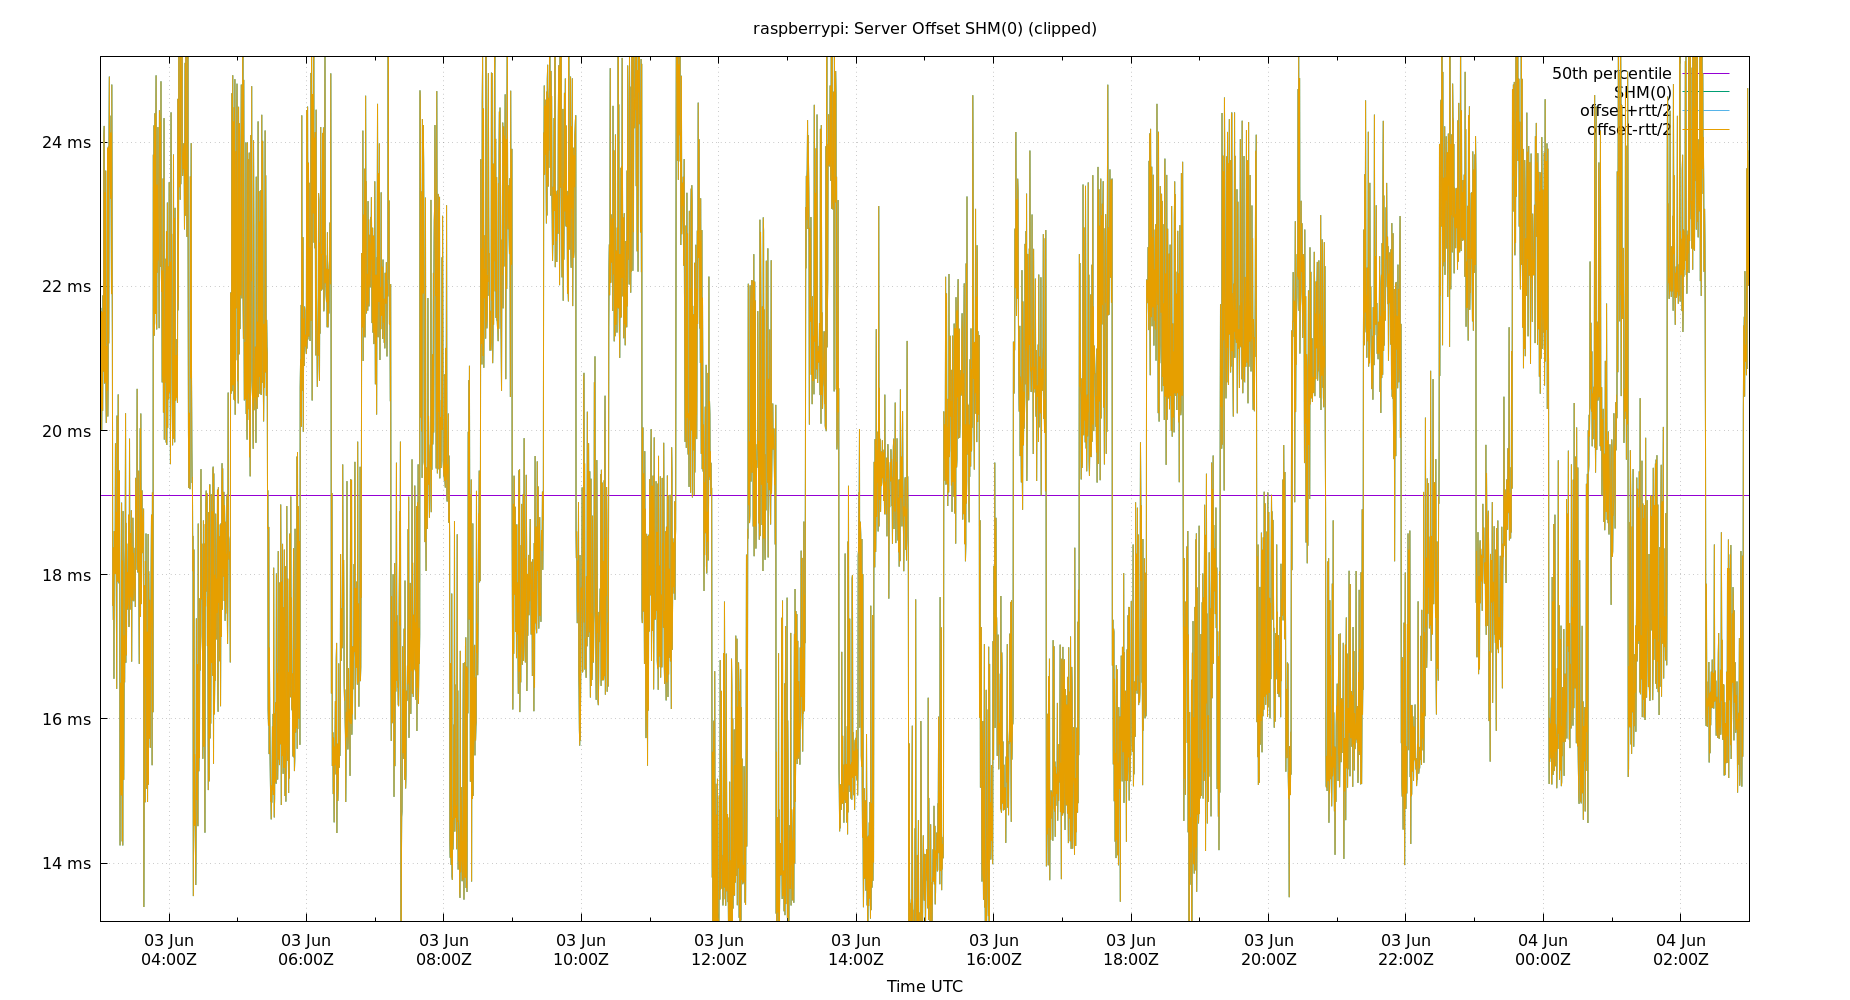 raspberrypi: Server Offset SHM(0) (clipped)
50th percentile
SHM(0)
offset+rtt/2
offset-rtt/2
24 ms
22 ms
20 ms
18 ms
16 ms
14 ms
03 Jun 03 Jun 03 Jun 03 Jun 03 Jun 03 Jun 03 Jun 03 Jun 03 Jun 03 Jun 04 Jun 04 Jun
04:00Z 06:00Z 08:00Z 10:00Z 12:00Z 14:00Z 16:00Z 18:00Z 20:00Z 22:00Z 00:00Z 02:00Z
Time UTC